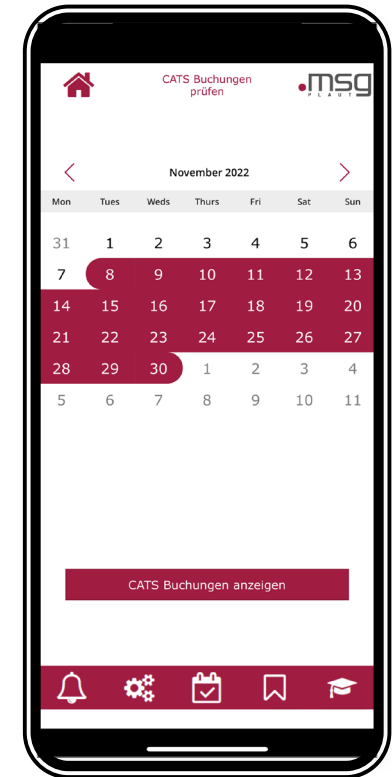 CATS Buchungen
prüfen
msg
PLAUT
November 2022
Mon Tues Weds Thurs Fri Sat Sun
31 1 2 3 4 5 6
7 8 9 10 11 12 13
14 15 16 17 18 19 20
21 22 23 24 25 26 27
28 29 30 1 2 3 4
5 6 7 8 9 10 11
CATS Buchungen anzeigen